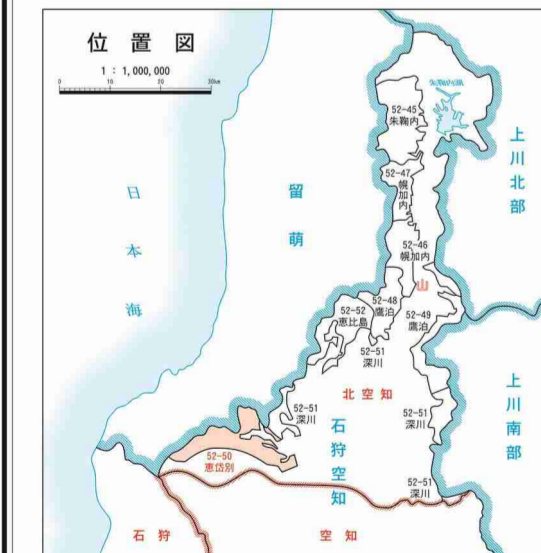 位置図
1 : 1,000,000
0 10 20 30km
朱鞠内湖
52-45
朱鞠内
上川北部
52-47
幌加内
日本海
留萌
52-46
幌加内
山
52-48
鷹泊
52-52
恵比島
52-49
鷹泊
52-51
深川
北空知
上川南部
52-51
深川
52-51
深川
石狩空知
52-50
恵岱別
52-51
深川
石狩
空知